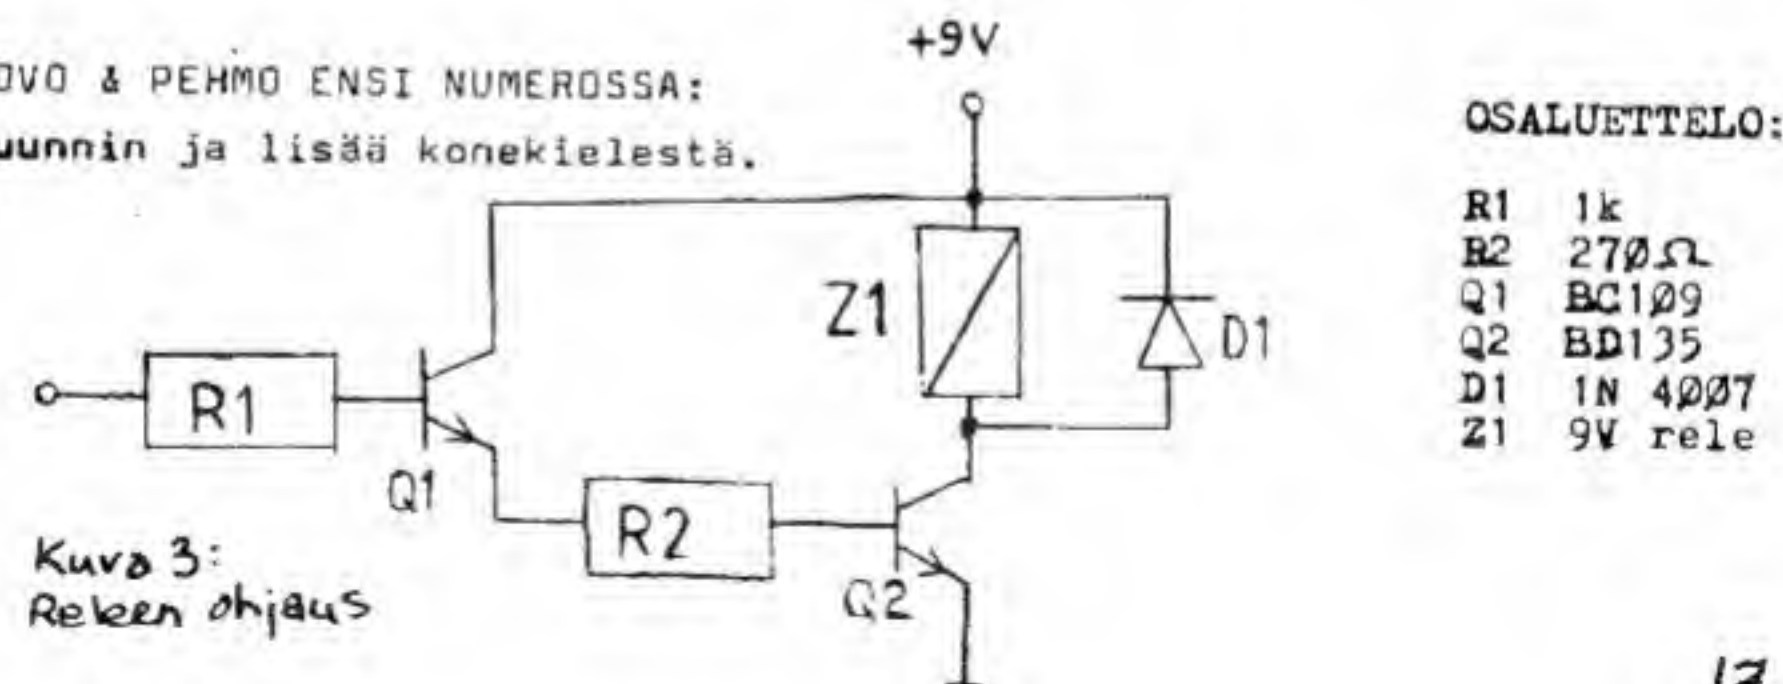 OVO & PEHMO ENSI NUMEROSSA:
uunnin ja lisää konekielestä.
+9V
Z1
D1
R1
Q1
R2
Q2
Kuva 3:
Releen ohjaus
OSALUETTELO:
R1 1k
R2 27Ø Ω
Q1 BC1Ø9
Q2 BD135
D1 1N 4ØØ7
Z1 9V rele